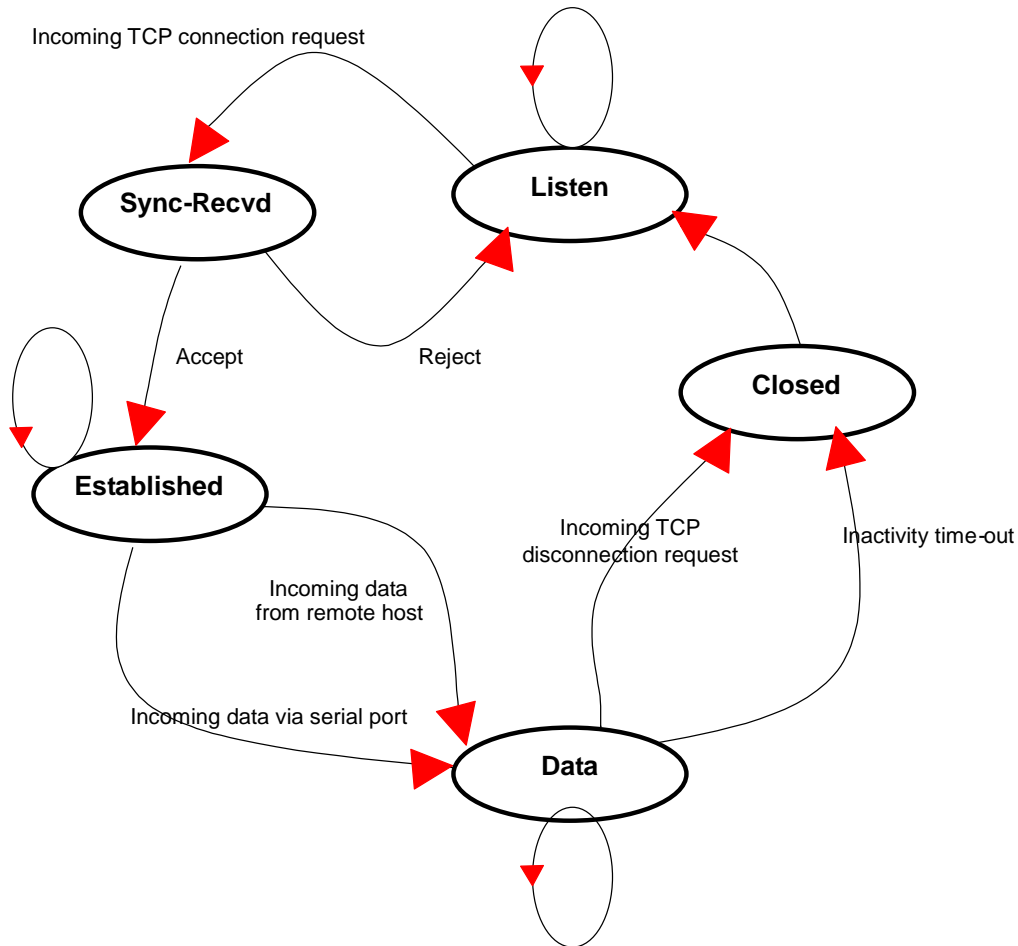 Incoming TCP connection request
Listen
Sync-Recvd
Accept
Reject
Closed
Established
Incoming TCP
disconnection request
Inactivity time-out
Incoming data
from remote host
Incoming data via serial port
Data